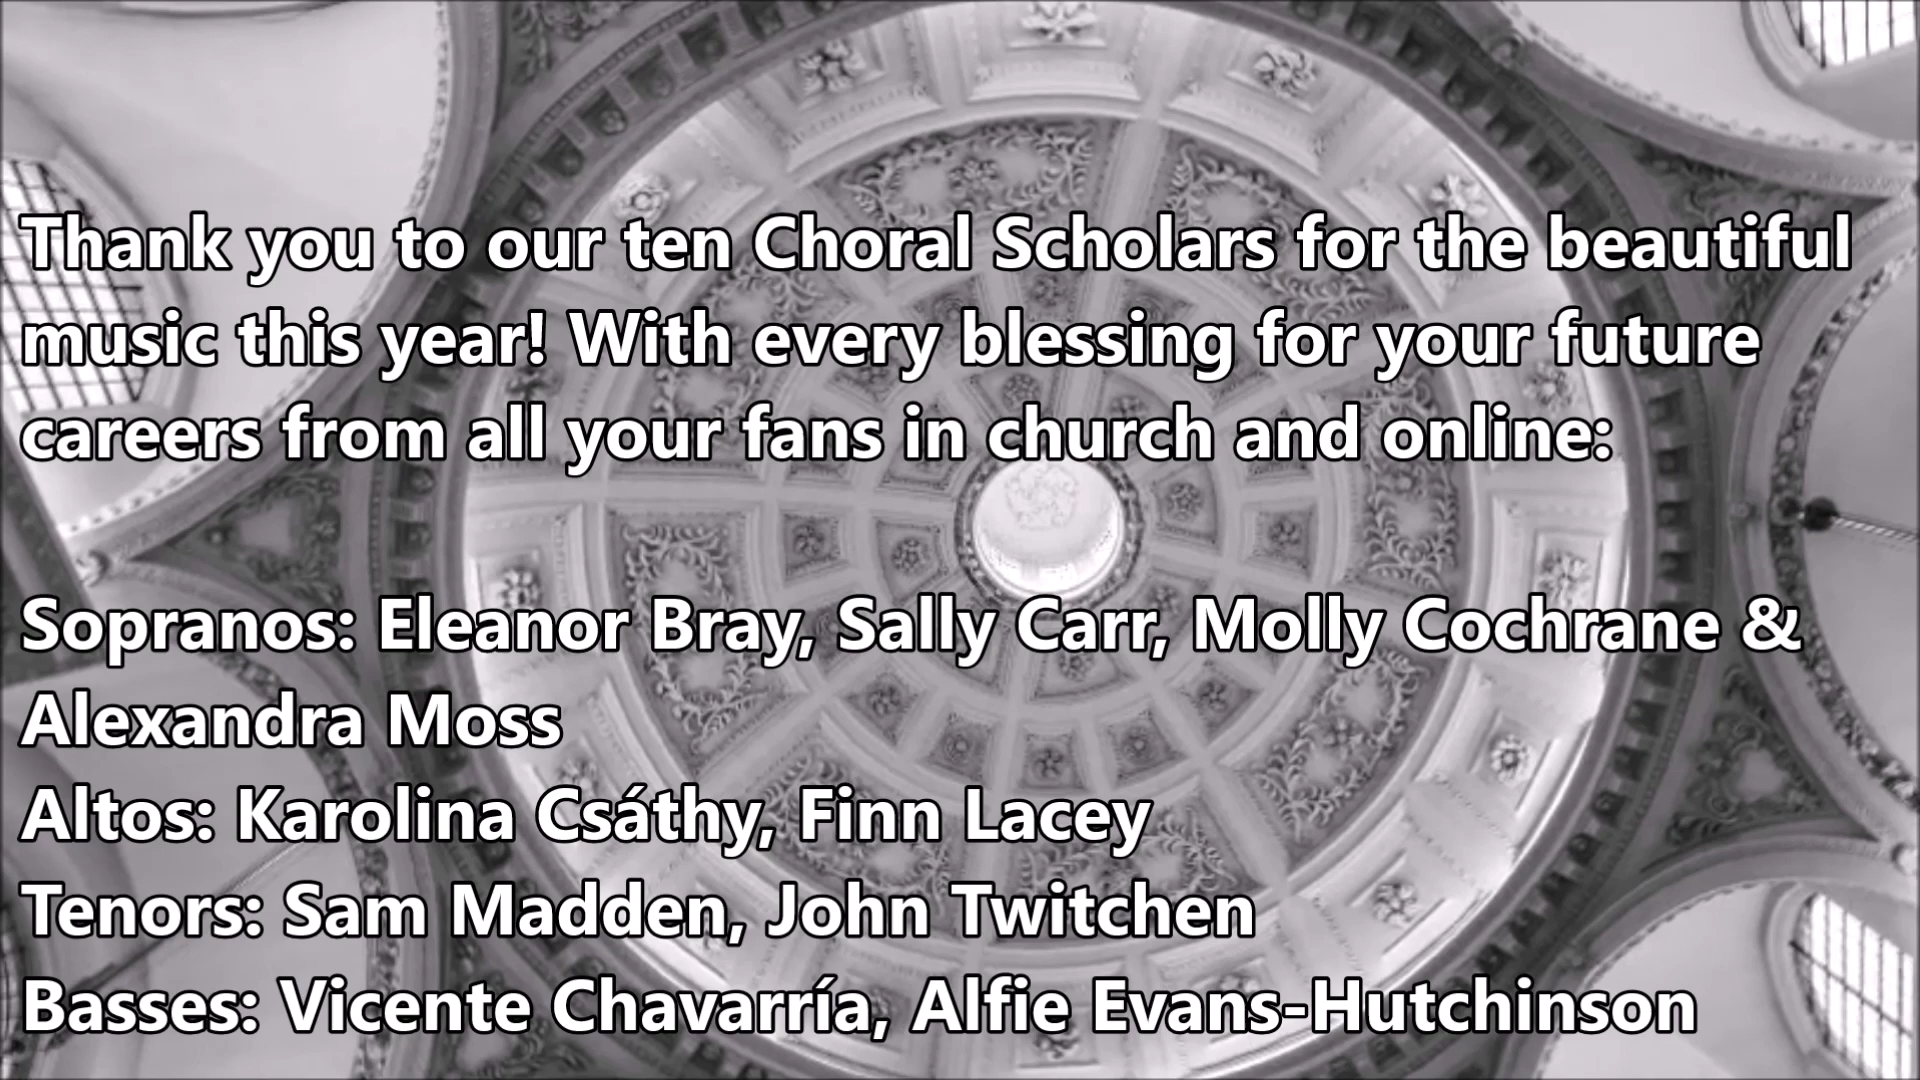 Thank you to our ten Choral Scholars for the beautiful
music this year! With every blessing for your future
careers from all your fans in church and online:
Sopranos: Eleanor Bray, Sally Carr, Molly Cochrane &
Alexandra Moss
Altos: Karolina Csáthy, Finn Lacey
Tenors: Sam Madden, John Twitchen
Basses: Vicente Chavarría, Alfie Evans-Hutchinson